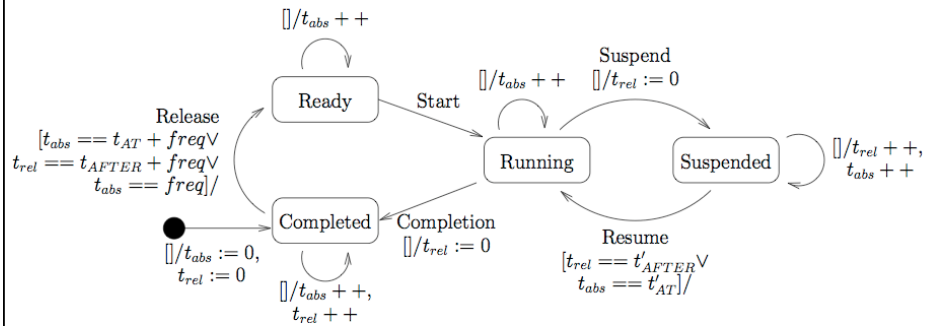 []/t_abs + +
Ready
Start
Release
[t_abs == t_AT + freq∨
t_rel == t_AFTER + freq∨
t_abs == freq]/
[]/t_abs + +
Running
Suspend
[]/t_rel := 0
Suspended
[]/t_rel + +,
t_abs + +
Completed
Completion
[]/t_rel := 0
[]/t_abs := 0,
t_rel := 0
[]/t_abs + +,
t_rel + +
Resume
[t_rel == t'_AFTER∨
t_abs == t'_AT]/